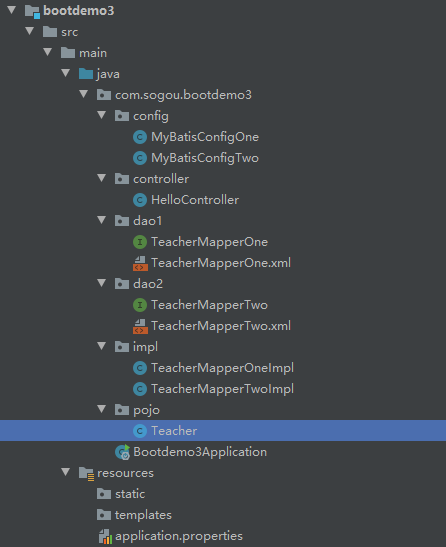 bootdemo3
src
main
java
com.sogou.bootdemo3
config
MyBatisConfigOne
MyBatisConfigTwo
controller
HelloController
dao1
TeacherMapperOne
TeacherMapperOne.xml
dao2
TeacherMapperTwo
TeacherMapperTwo.xml
impl
TeacherMapperOneImpl
TeacherMapperTwoImpl
pojo
Teacher
Bootdemo3Application
resources
static
templates
application.properties